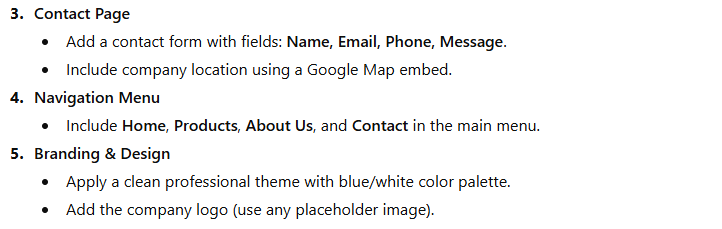 3. Contact Page
• Add a contact form with fields: Name, Email, Phone, Message.
• Include company location using a Google Map embed.
4. Navigation Menu
• Include Home, Products, About Us, and Contact in the main menu.
5. Branding & Design
• Apply a clean professional theme with blue/white color palette.
• Add the company logo (use any placeholder image).